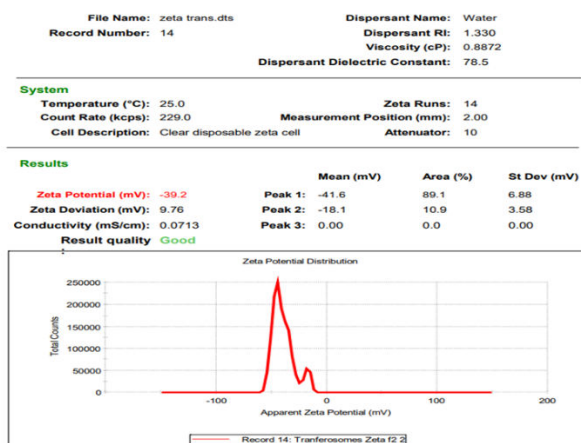 File Name: zeta trans.dts Dispersant Name: Water
Record Number: 14 Dispersant RI: 1.330
Viscosity (cP): 0.8872
Dispersant Dielectric Constant: 78.5
System
Temperature (°C): 25.0 Zeta Runs: 14
Count Rate (kcps): 229.0 Measurement Position (mm): 2.00
Cell Description: Clear disposable zeta cell Attenuator: 10
Results
Mean (mV) Area (%) St Dev (mV)
Zeta Potential (mV): -39.2 Peak 1: -41.6 89.1 6.88
Zeta Deviation (mV): 9.76 Peak 2: -18.1 10.9 3.58
Conductivity (mS/cm): 0.0713 Peak 3: 0.00 0.0 0.00
Result quality Good
Zeta Potential Distribution
Total Counts
250000
200000
150000
100000
50000
0
-100 0 100 200
Apparent Zeta Potential (mV)
Record 14: Tranferosomes Zeta f2 2